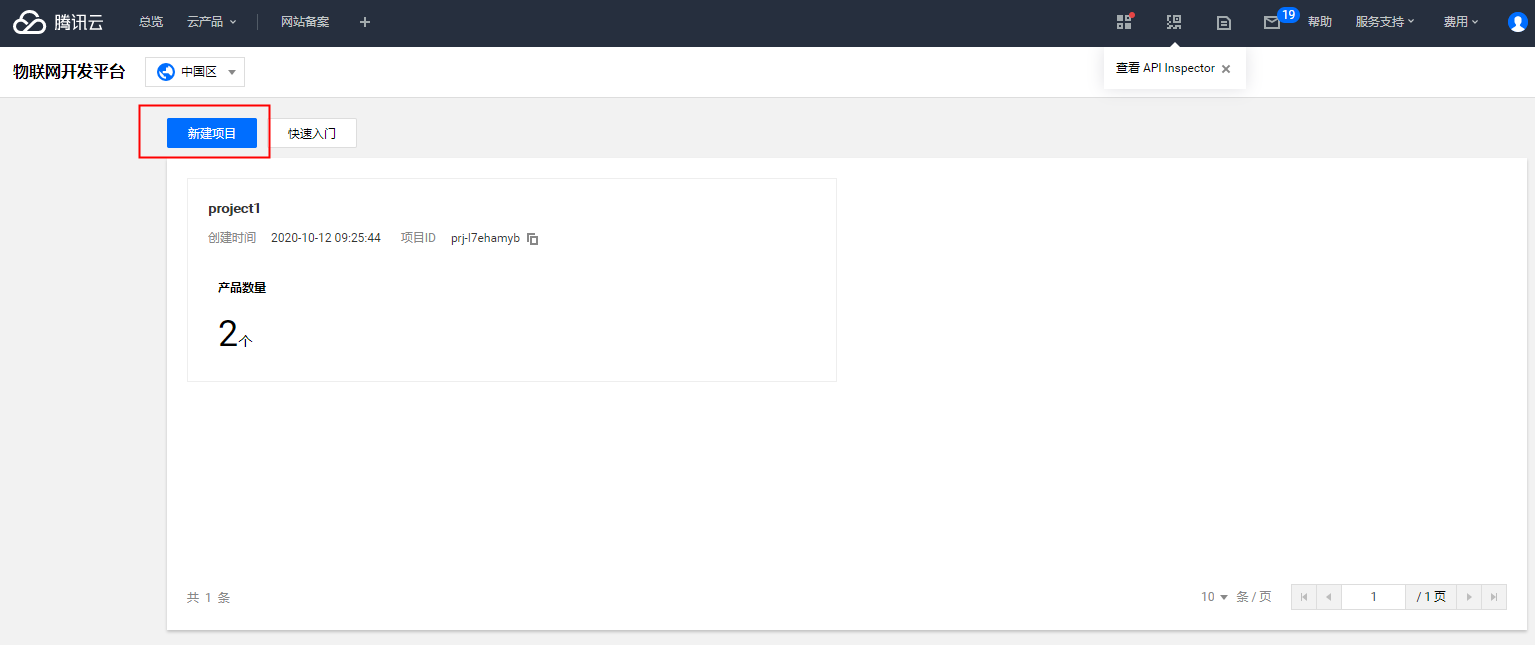 腾讯云 总览 云产品 网站备案 + 19 帮助 服务支持 费用
物联网开发平台 中国区 查看 API Inspector ×
新建项目 快速入门
project1
创建时间 2020-10-12 09:25:44 项目ID prj-l7ehamyb
产品数量
2个
共 1 条 10 条 / 页 1 / 1 页